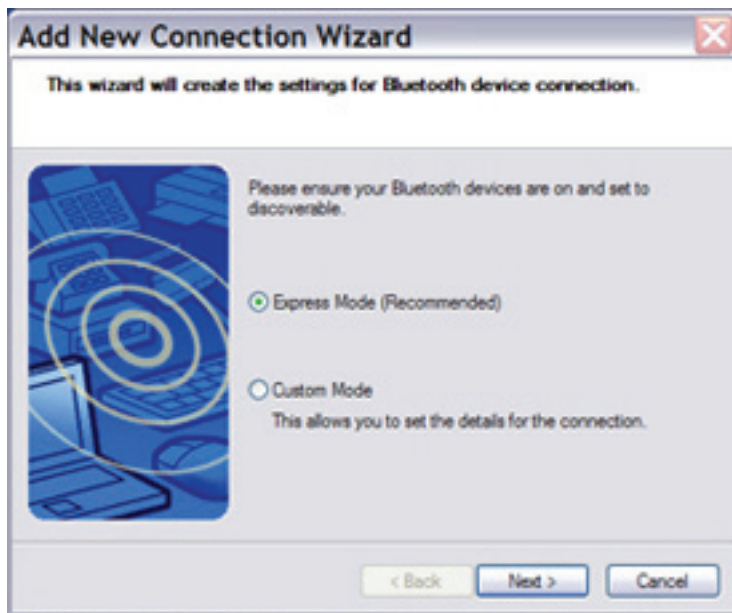 Add New Connection Wizard
This wizard will create the settings for Bluetooth device connection.
Please ensure your Bluetooth devices are on and set to
discoverable.
Express Mode (Recommended)
Custom Mode
This allows you to set the details for the connection.
< Back
Next >
Cancel